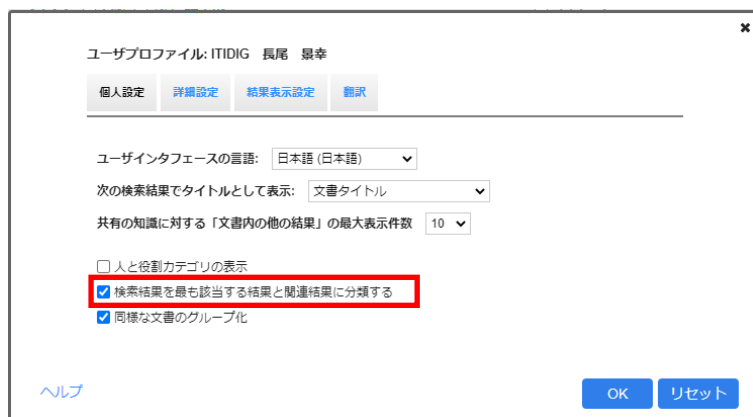 ユーザプロファイル: ITIDIG 長尾 景幸
個人設定 詳細設定 結果表示設定 翻訳
ユーザインタフェースの言語: 日本語 (日本語)
次の検索結果でタイトルとして表示: 文書タイトル
共有の知識に対する「文書内の他の結果」の最大表示件数 10
人と役割カテゴリの表示
検索結果を最も該当する結果と関連結果に分類する
同様な文書のグループ化
ヘルプ OK リセット